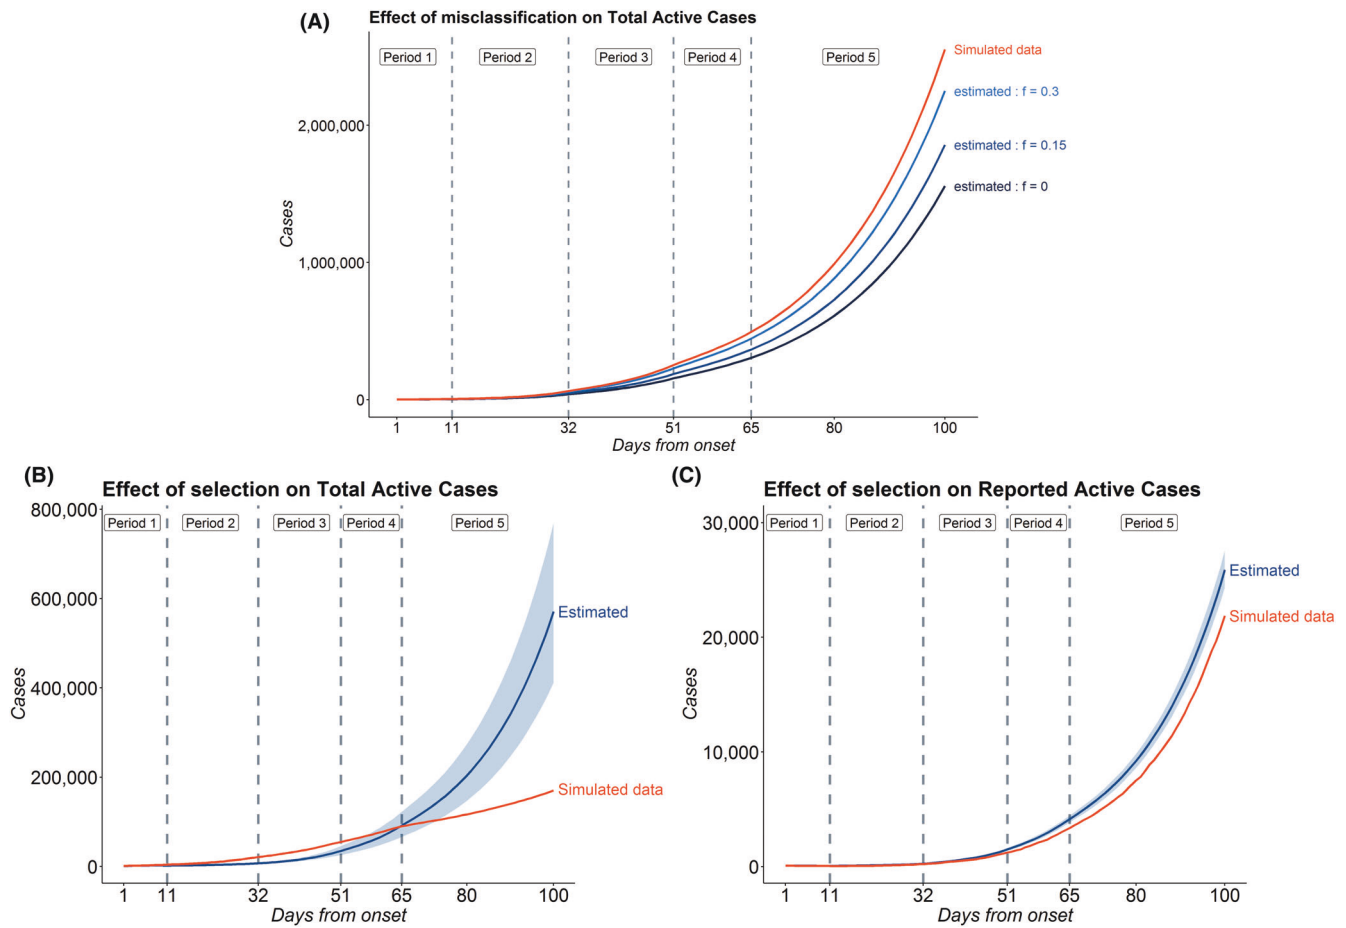 (A)
Effect of misclassification on Total Active Cases
Period 1
Period 2
Period 3
Period 4
Period 5
Simulated data
estimated : f = 0.3
estimated : f = 0.15
estimated : f = 0
Cases
2,000,000
1,000,000
0
1 11 32 51 65 80 100
Days from onset
(B)
Effect of selection on Total Active Cases
Period 1
Period 2
Period 3
Period 4
Period 5
800,000
600,000
400,000
200,000
0
Cases
Estimated
Simulated data
1 11 32 51 65 80 100
Days from onset
(C)
Effect of selection on Reported Active Cases
Period 1
Period 2
Period 3
Period 4
Period 5
30,000
20,000
10,000
0
Cases
Estimated
Simulated data
1 11 32 51 65 80 100
Days from onset